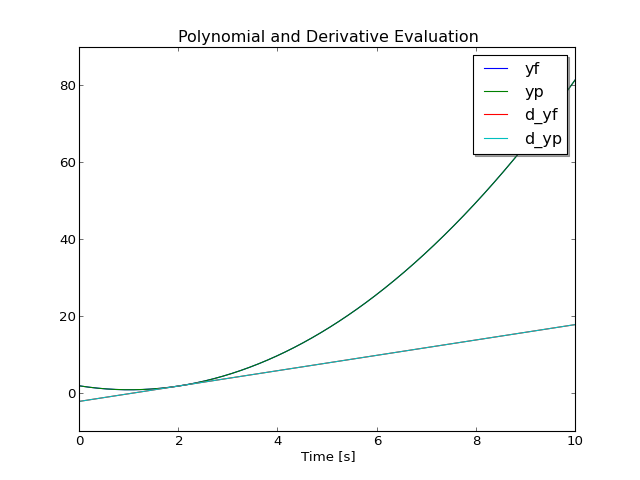 Polynomial and Derivative Evaluation
yf
yp
d_yf
d_yp
80
60
40
20
0
0 2 4 6 8 10
Time [s]